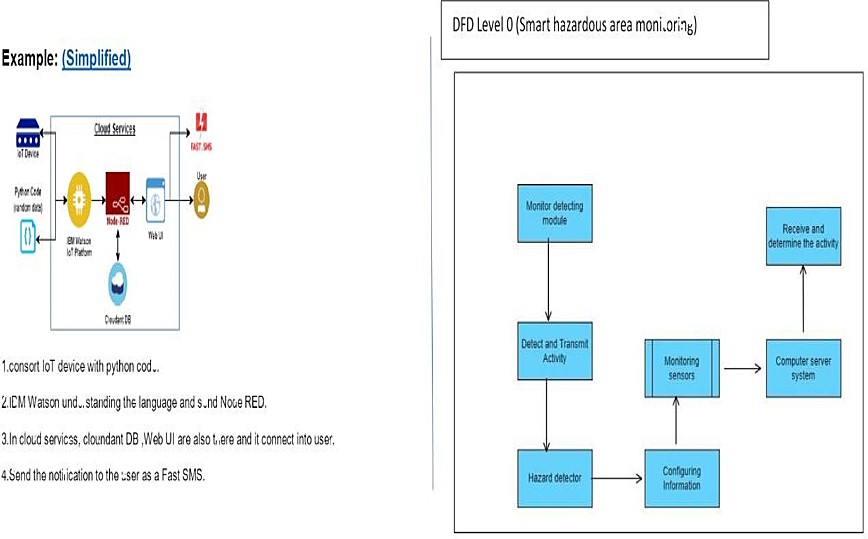 Example: (Simplified)
Cloud Services
IoT Device
FAST SMS
Python Code
(random data)
User
IBM Watson
IoT Platform
Node-RED
Web UI
Cloudant DB
1.consort IoT device with python
2. Watson standing the language and Node RED.
3.In cloud services, cloundant DB ,Web UI are also there and it connect into user.
4.Send the notification to the user as a Fast SMS.
DFD Level 0 (Smart hazardous area monitoring)
Monitor detecting
module
Receive and
determine the activity
Detect and Transmit
Activity
Monitoring
sensors
Computer server
system
Hazard detector
Configuring
Information